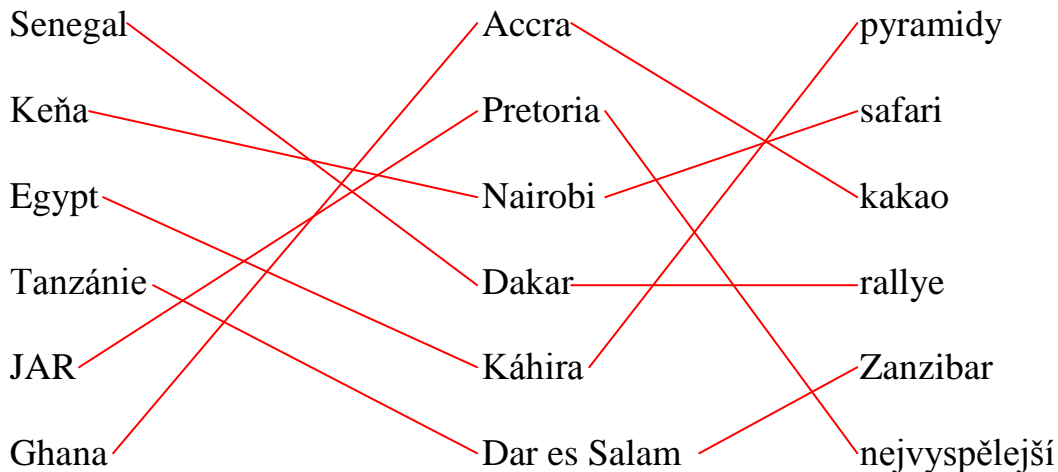 Senegal Accra pyramidy
Keňa Pretoria safari
Egypt Nairobi kakao
Tanzánie Dakar rallye
JAR Káhira Zanzibar
Ghana Dar es Salam nejvyspělejší